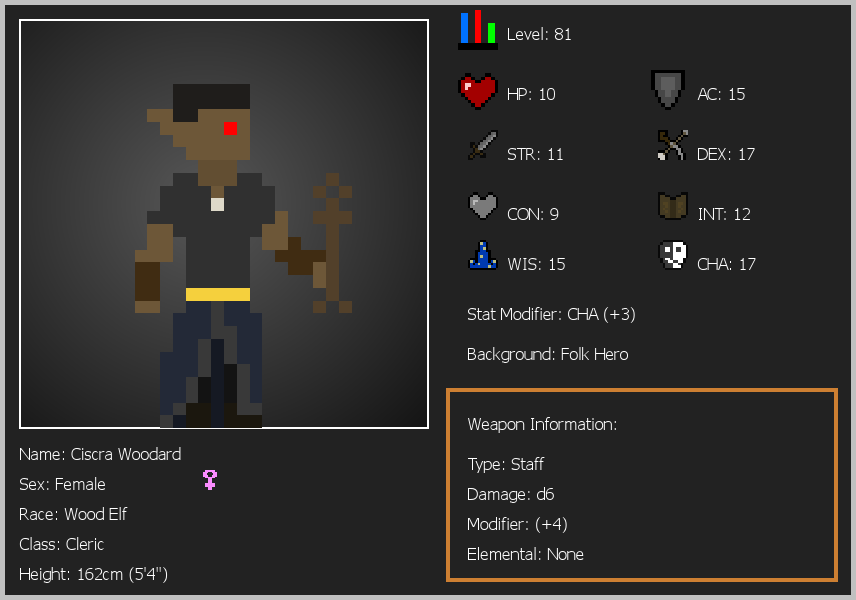 Level: 81
HP: 10
AC: 15
STR: 11
DEX: 17
CON: 9
INT: 12
WIS: 15
CHA: 17
Stat Modifier: CHA (+3)
Background: Folk Hero
Weapon Information:
Type: Staff
Damage: d6
Modifier: (+4)
Elemental: None
Name: Ciscra Woodard
Sex: Female
Race: Wood Elf
Class: Cleric
Height: 162cm (5'4")